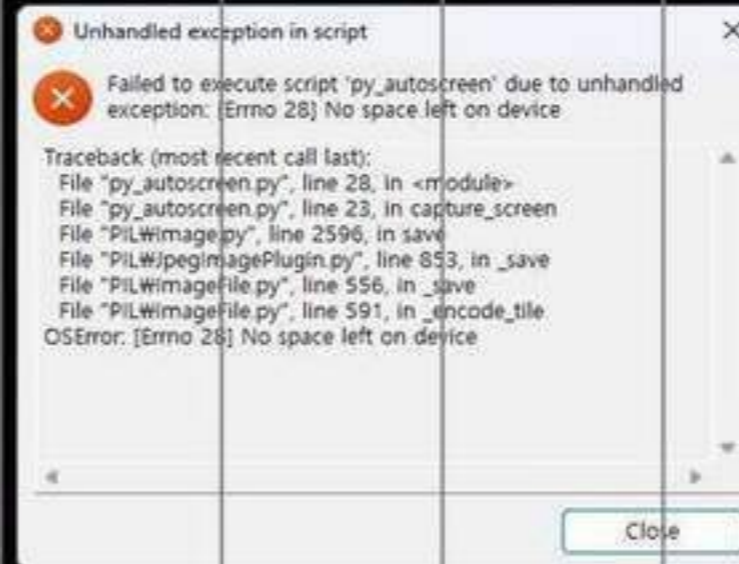 Unhandled exception in script
Failed to execute script 'py_autoscreen' due to unhandled
exception: [Errno 28] No space left on device
Traceback (most recent call last):
File "py_autoscreen.py", line 28, in <module>
File "py_autoscreen.py", line 23, in capture_screen
File "PIL₩Image.py", line 2596, in save
File "PIL₩JpegImagePlugin.py", line 853, in _save
File "PIL₩ImageFile.py", line 556, in _save
File "PIL₩ImageFile.py", line 591, in _encode_tile
OSError: [Errno 28] No space left on device
Close